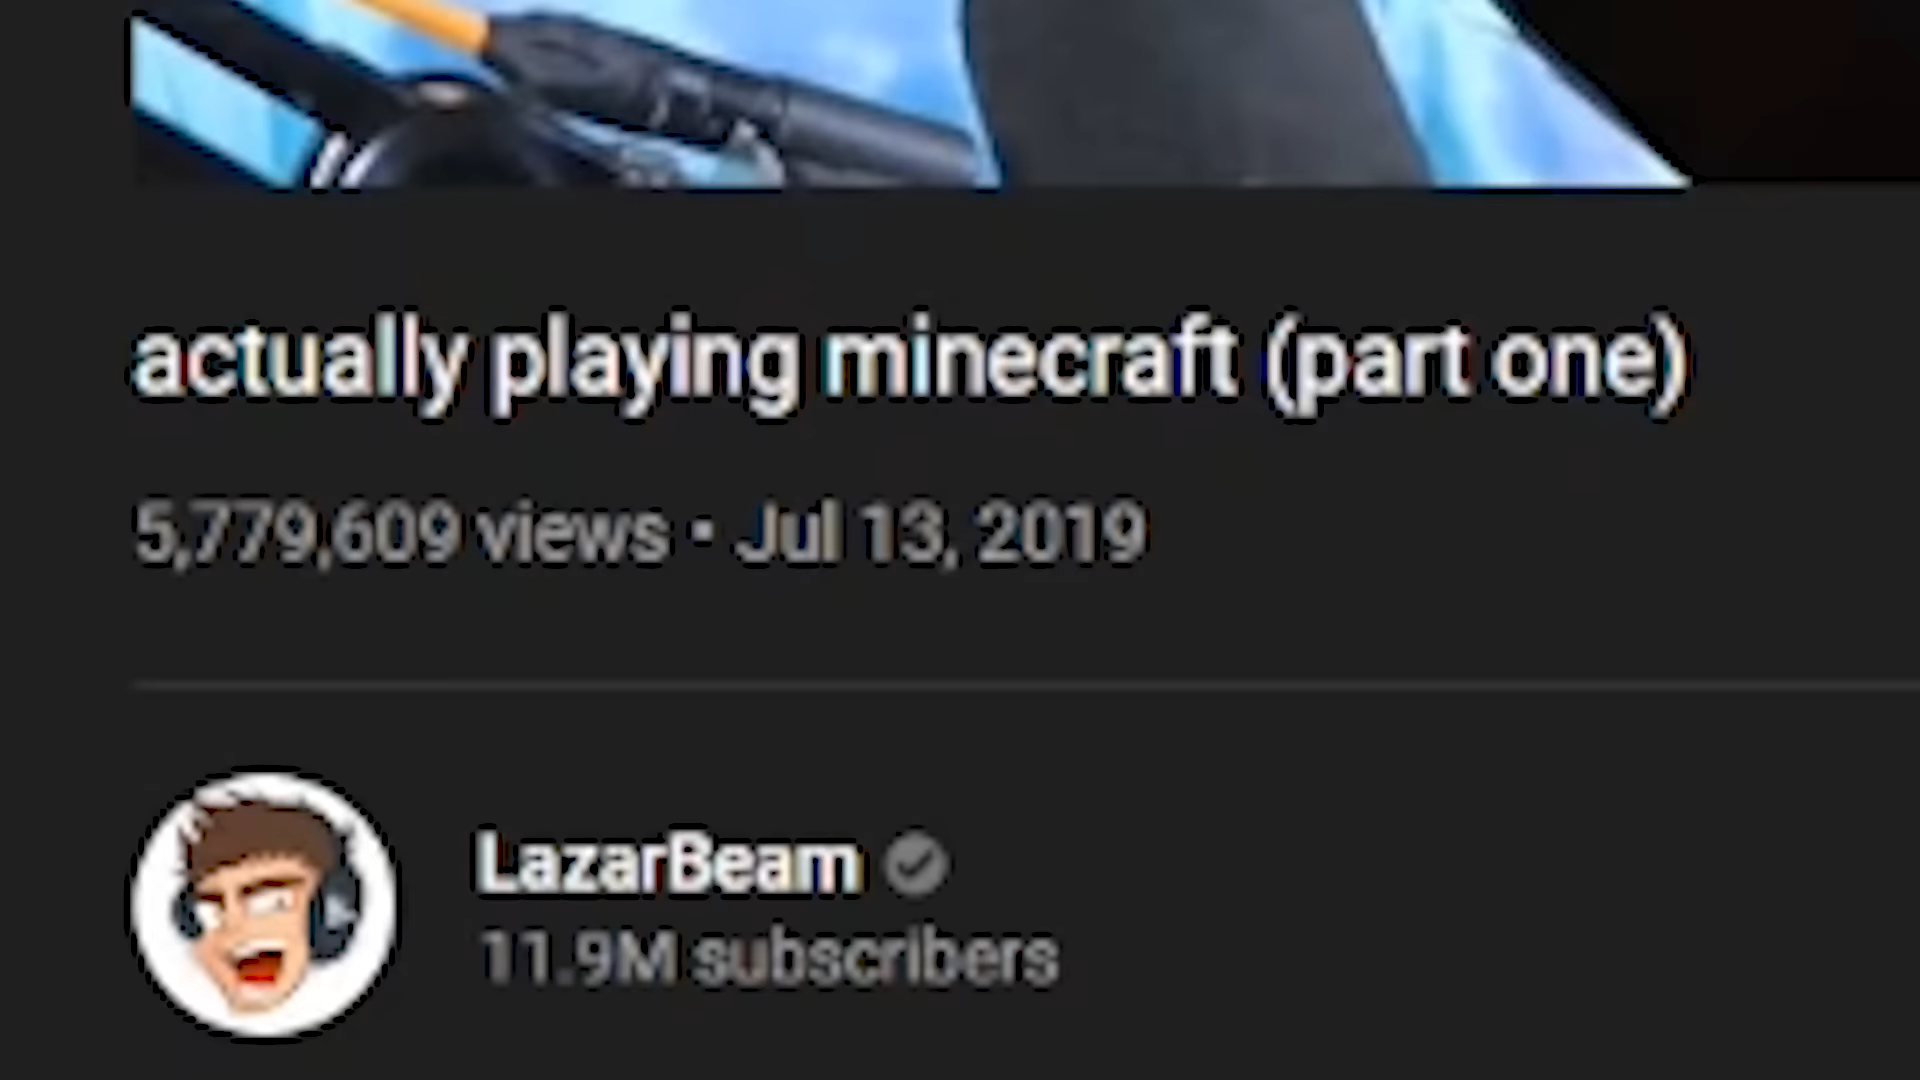 actually playing minecraft (part one)
5,779,609 views • Jul 13, 2019
LazarBeam
11.9M subscribers